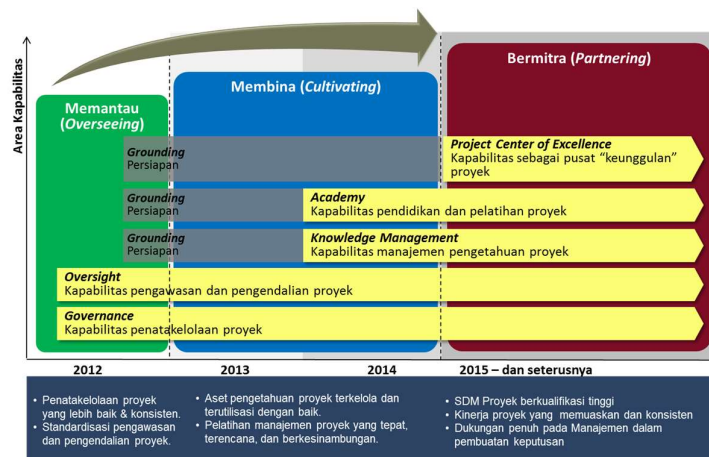 Area Kapabilitas
Memantau
(Overseeing)
Membina (Cultivating)
Bermitra (Partnering)
Grounding
Persiapan
Project Center of Excellence
Kapabilitas sebagai pusat “keunggulan”
proyek
Grounding
Persiapan
Academy
Kapabilitas pendidikan dan pelatihan proyek
Grounding
Persiapan
Knowledge Management
Kapabilitas manajemen pengetahuan proyek
Oversight
Kapabilitas pengawasan dan pengendalian proyek
Governance
Kapabilitas penatakelolaan proyek
2012
2013
2014
2015 – dan seterusnya
• Penatakelolaan proyek
yang lebih baik & konsisten.
• Standardisasi pengawasan
dan pengendalian proyek.
• Aset pengetahuan proyek terkelola dan
terutilisasi dengan baik.
• Pelatihan manajemen proyek yang tepat,
terencana, dan berkesinambungan.
• SDM Proyek berkualifikasi tinggi
• Kinerja proyek yang memuaskan dan konsisten
• Dukungan penuh pada Manajemen dalam
pembuatan keputusan